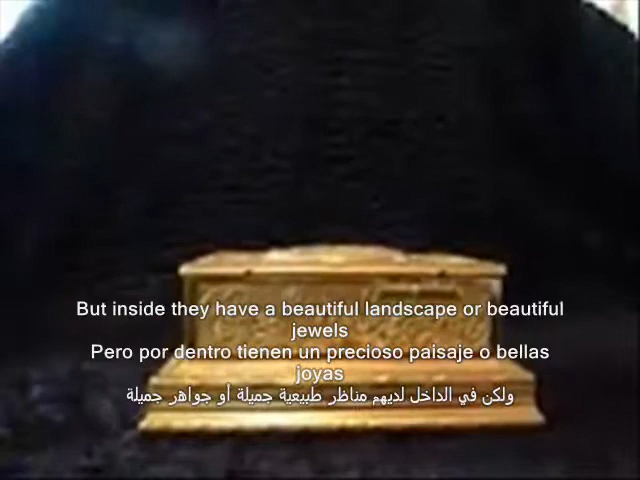 But inside they have a beautiful landscape or beautiful
jewels
Pero por dentro tienen un precioso paisaje o bellas
joyas
ولكن في الداخل لديهم مناظر طبيعية جميلة أو جواهر جميلة